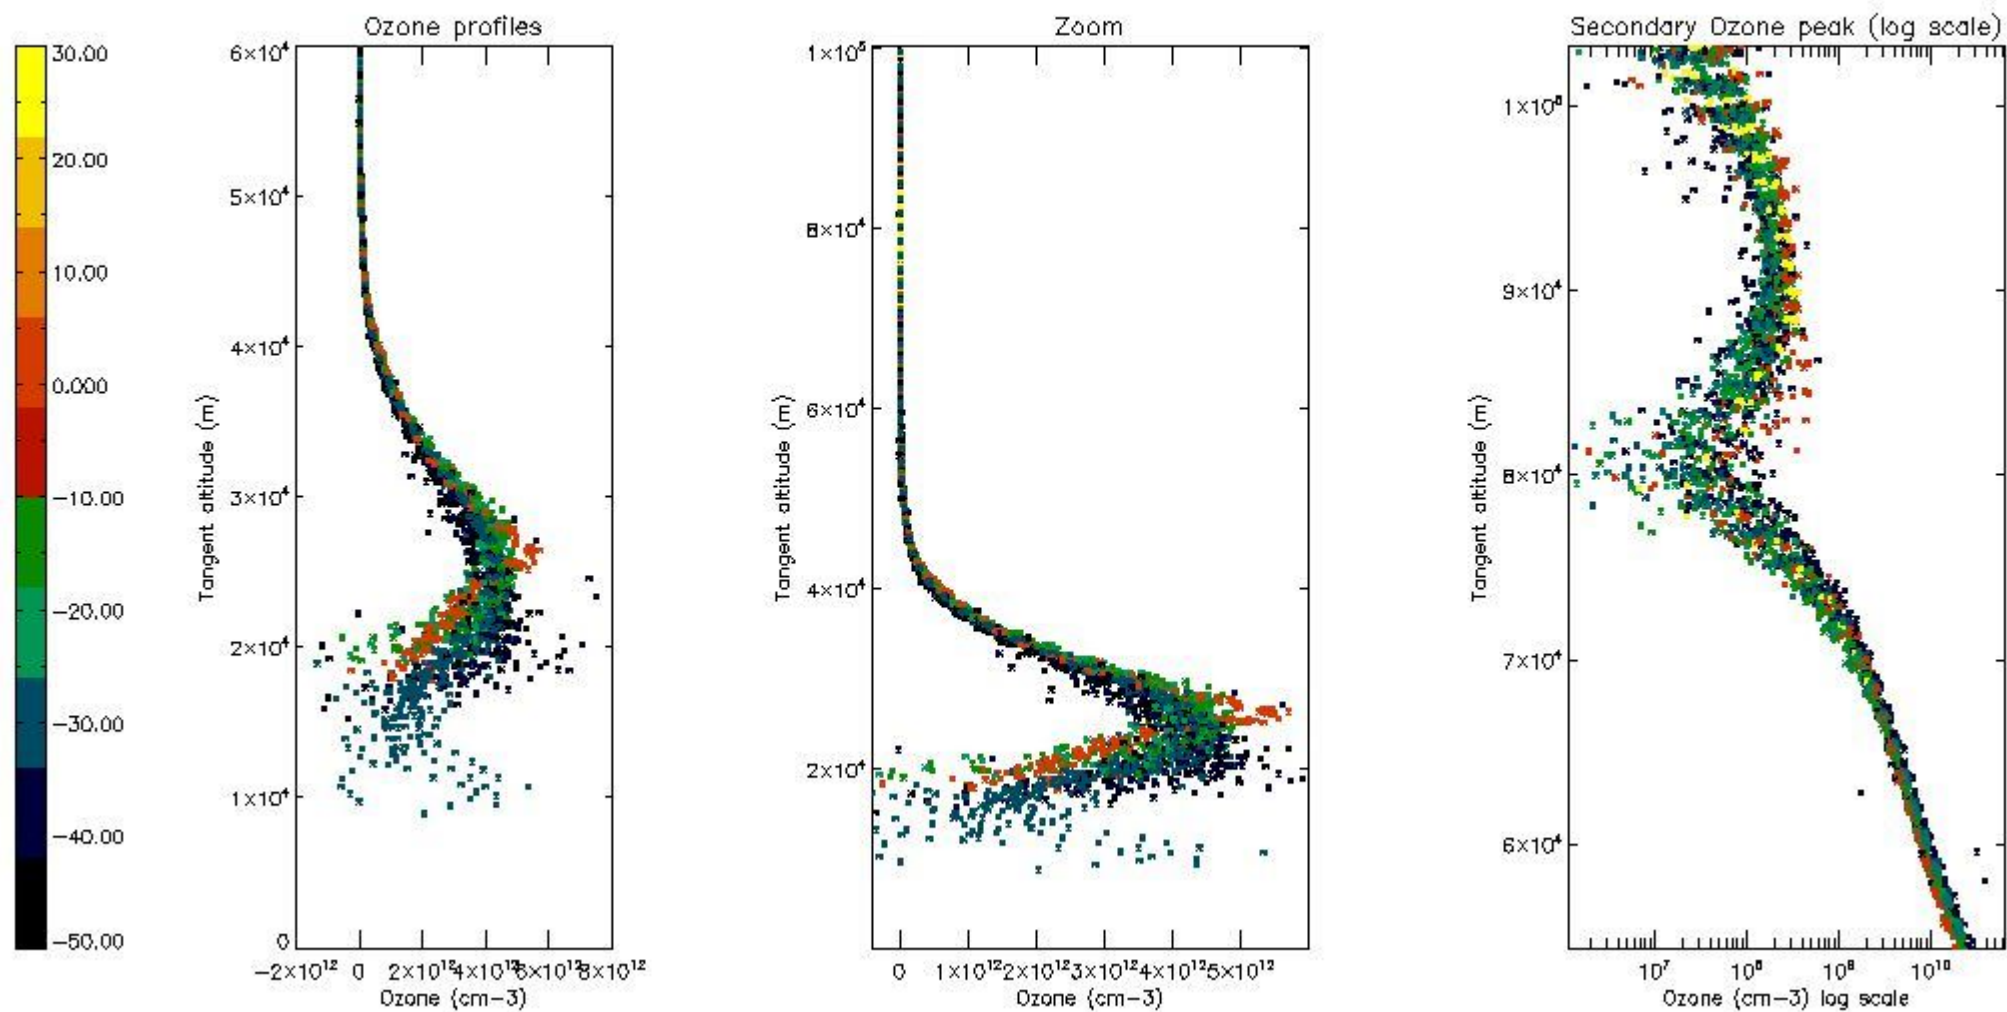 Ozone profiles
Zoom
Secondary Ozone peak (log scale)
30.00
20.00
10.00
0.000
-10.00
-20.00
-30.00
-40.00
-50.00
6×10⁴
5×10⁴
4×10⁴
3×10⁴
2×10⁴
1×10⁴
0
Tangent altitude (m)
-2×10¹² 0 2×10¹² 4×10¹² 6×10¹² 8×10¹²
Ozone (cm-3)
1×10⁵
8×10⁴
6×10⁴
4×10⁴
2×10⁴
Tangent altitude (m)
0 1×10¹² 2×10¹² 3×10¹² 4×10¹² 5×10¹²
Ozone (cm-3)
1×10⁵
9×10⁴
8×10⁴
7×10⁴
6×10⁴
Tangent altitude (m)
10⁷ 10⁸ 10⁹ 10¹⁰
Ozone (cm-3) log scale